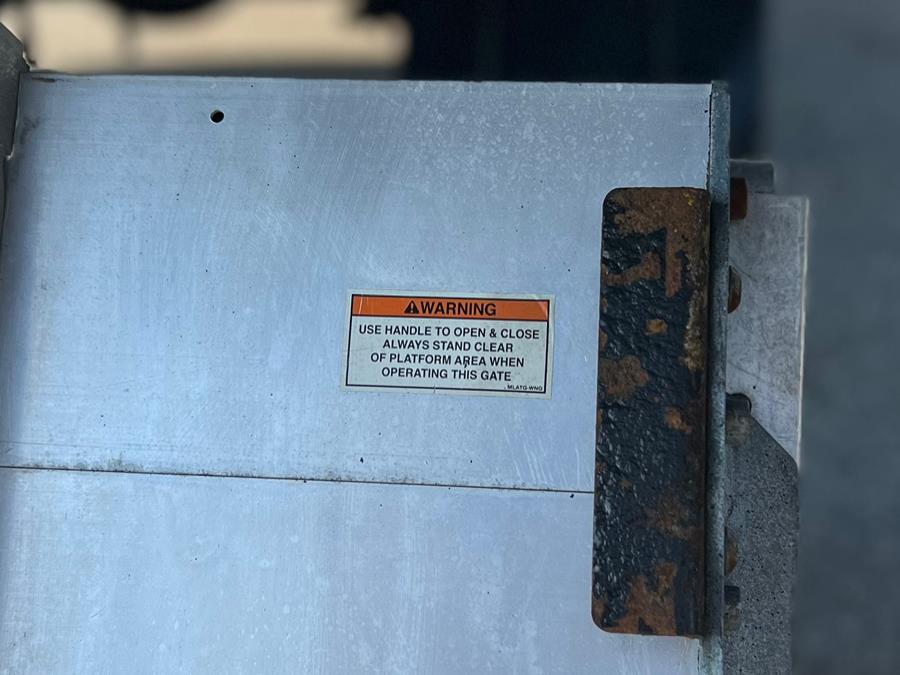 WARNING
USE HANDLE TO OPEN & CLOSE
ALWAYS STAND CLEAR
OF PLATFORM AREA WHEN
OPERATING THIS GATE
MLATG-WNG